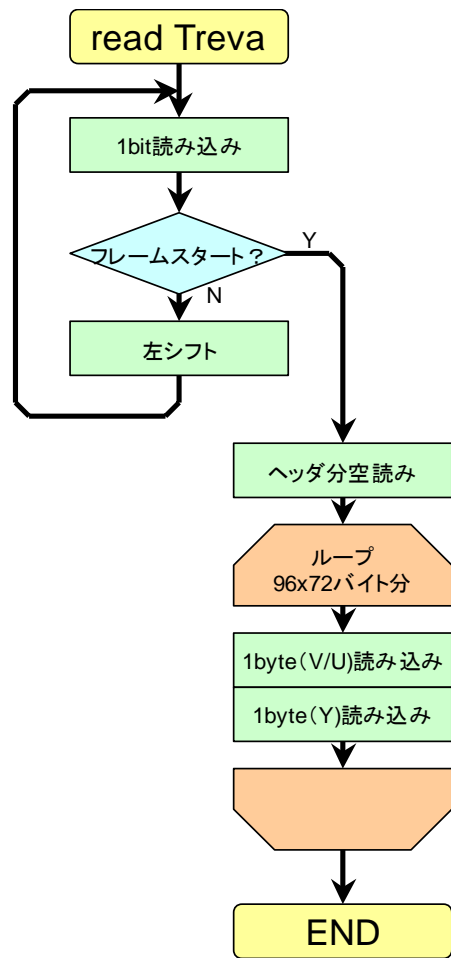 read Treva
1bit読み込み
フレームスタート？
Y
N
左シフト
ヘッダ分空読み
ループ
96x72バイト分
1byte（V/U)読み込み
1byte（Y)読み込み
END